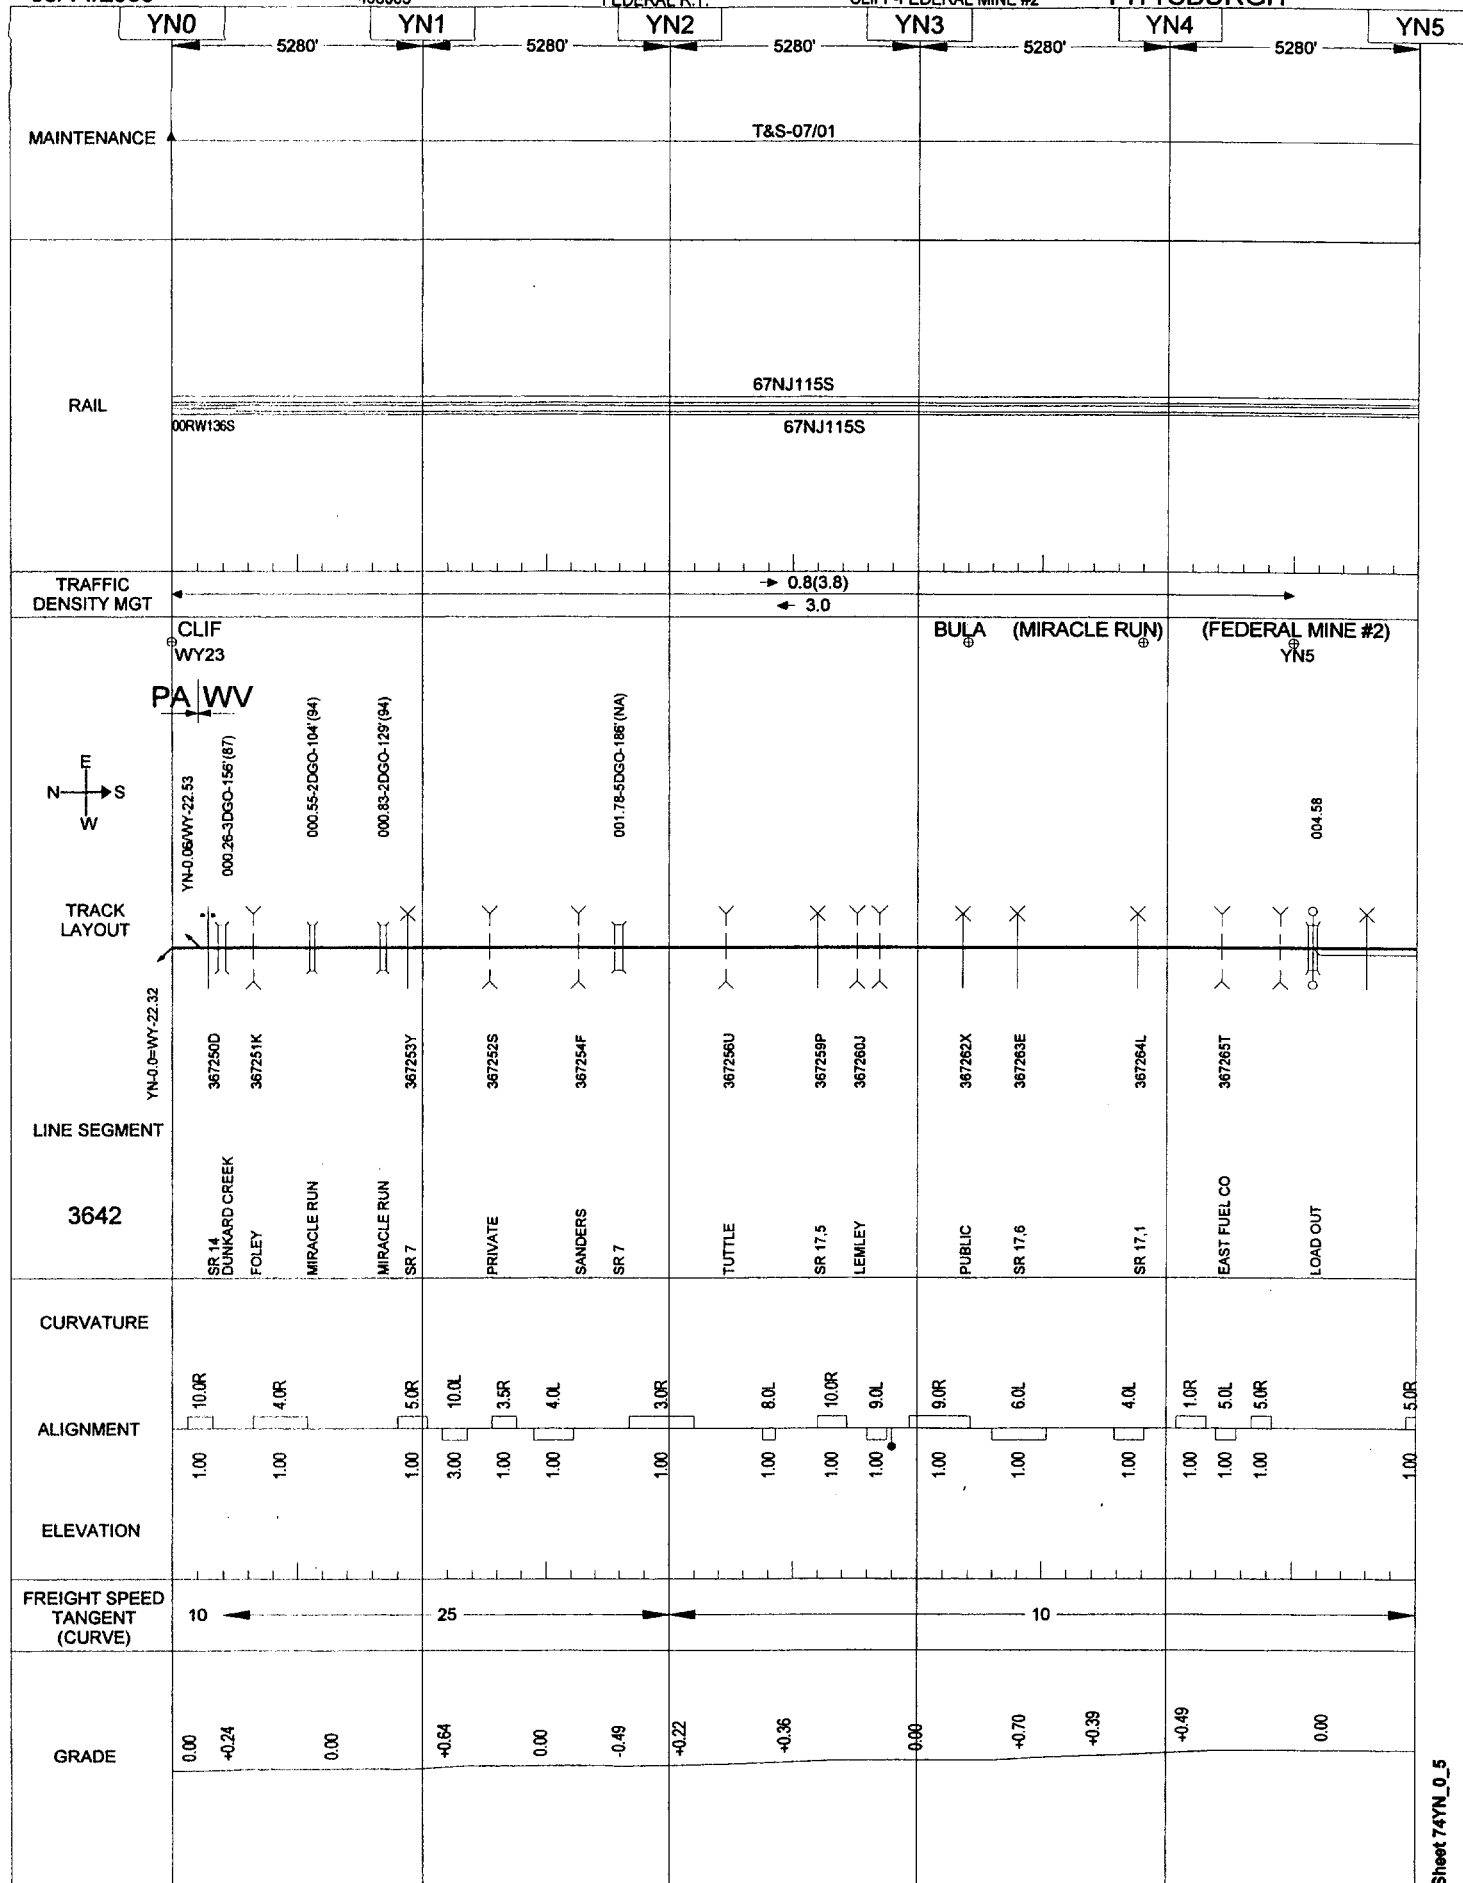 FEDERAL R.T.
PITTSBURGH
YN0 YN1 YN2 YN3 YN4 YN5
5280' 5280' 5280' 5280' 5280'
MAINTENANCE
T&S-07/01
RAIL
67NJ115S
00RW136S
67NJ115S
TRAFFIC
DENSITY MGT
0.8(3.8)
3.0
CLIF
WY23
BULA
(MIRACLE RUN)
(FEDERAL MINE #2)
YN5
PA WV
E
N S
W
YN-0.06/WY-22.53
000.26-3DGO-156'(87)
000.55-2DGO-104'(94)
000.83-2DGO-129'(94)
001.78-5DGO-186'(NA)
004.58
TRACK
LAYOUT
YN-0.0=WY-22.32
367250D
367251K
367253Y
367252S
367254F
367256U
367259P
367260J
367262X
367263E
367264L
367265T
LINE SEGMENT
3642
SR 14
DUNKARD CREEK
FOLEY
MIRACLE RUN
MIRACLE RUN
SR 7
PRIVATE
SANDERS
SR 7
TUTTLE
SR 17,5
LEMLEY
PUBLIC
SR 17,6
SR 17,1
EAST FUEL CO
LOAD OUT
CURVATURE
10.0R 4.0R 5.0R 10.0L 3.5R 4.0L 3.0R 8.0L 10.0R 9.0L 9.0R 6.0L 4.0L 1.0R 5.0L 5.0R 5.0R
ALIGNMENT
1.00 1.00 1.00 3.00 1.00 1.00 1.00 1.00 1.00 1.00 1.00 1.00 1.00 1.00 1.00 1.00 1.00
ELEVATION
FREIGHT SPEED
TANGENT
(CURVE)
10 25 10
GRADE
0.00 +0.24 0.00 +0.64 0.00 -0.49 +0.22 +0.36 0.00 +0.70 +0.39 +0.49 0.00
Sheet 74YN_0_5